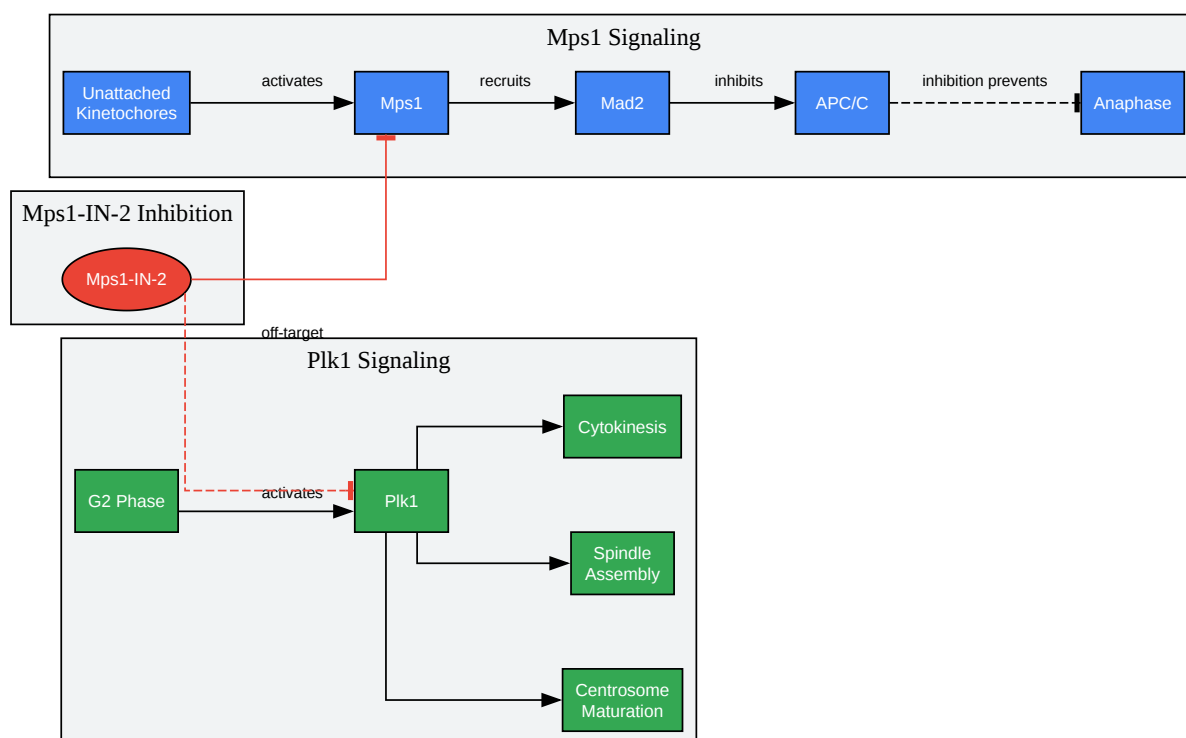 Mps1 Signaling
activates
recruits
inhibits
inhibition prevents
Unattached
Kinetochores
Mps1
Mad2
APC/C
Anaphase
Mps1-IN-2 Inhibition
Mps1-IN-2
off-target
Plk1 Signaling
Cytokinesis
activates
G2 Phase
Plk1
Spindle
Assembly
Centrosome
Maturation